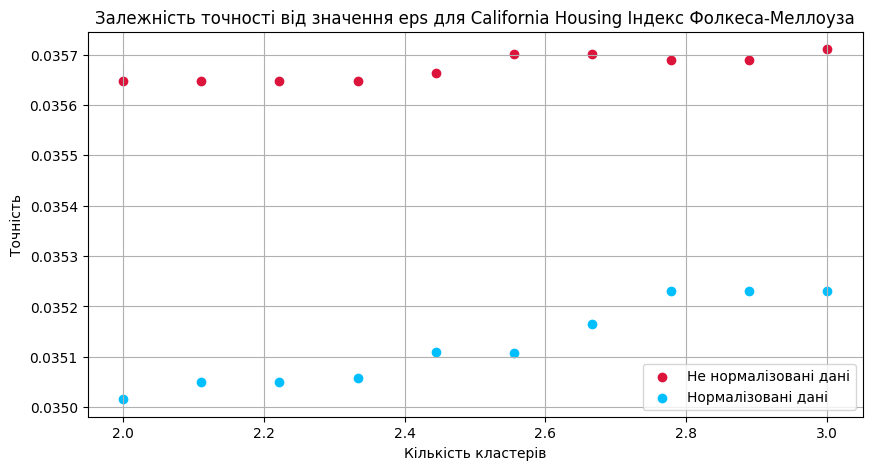 Залежність точності від значення eps для California Housing Індекс Фолкеса-Меллоуза
Точність
0.0357
0.0356
0.0355
0.0354
0.0353
0.0352
0.0351
0.0350
2.0
2.2
2.4
2.6
2.8
3.0
Кількість кластерів
Не нормалізовані дані
Нормалізовані дані